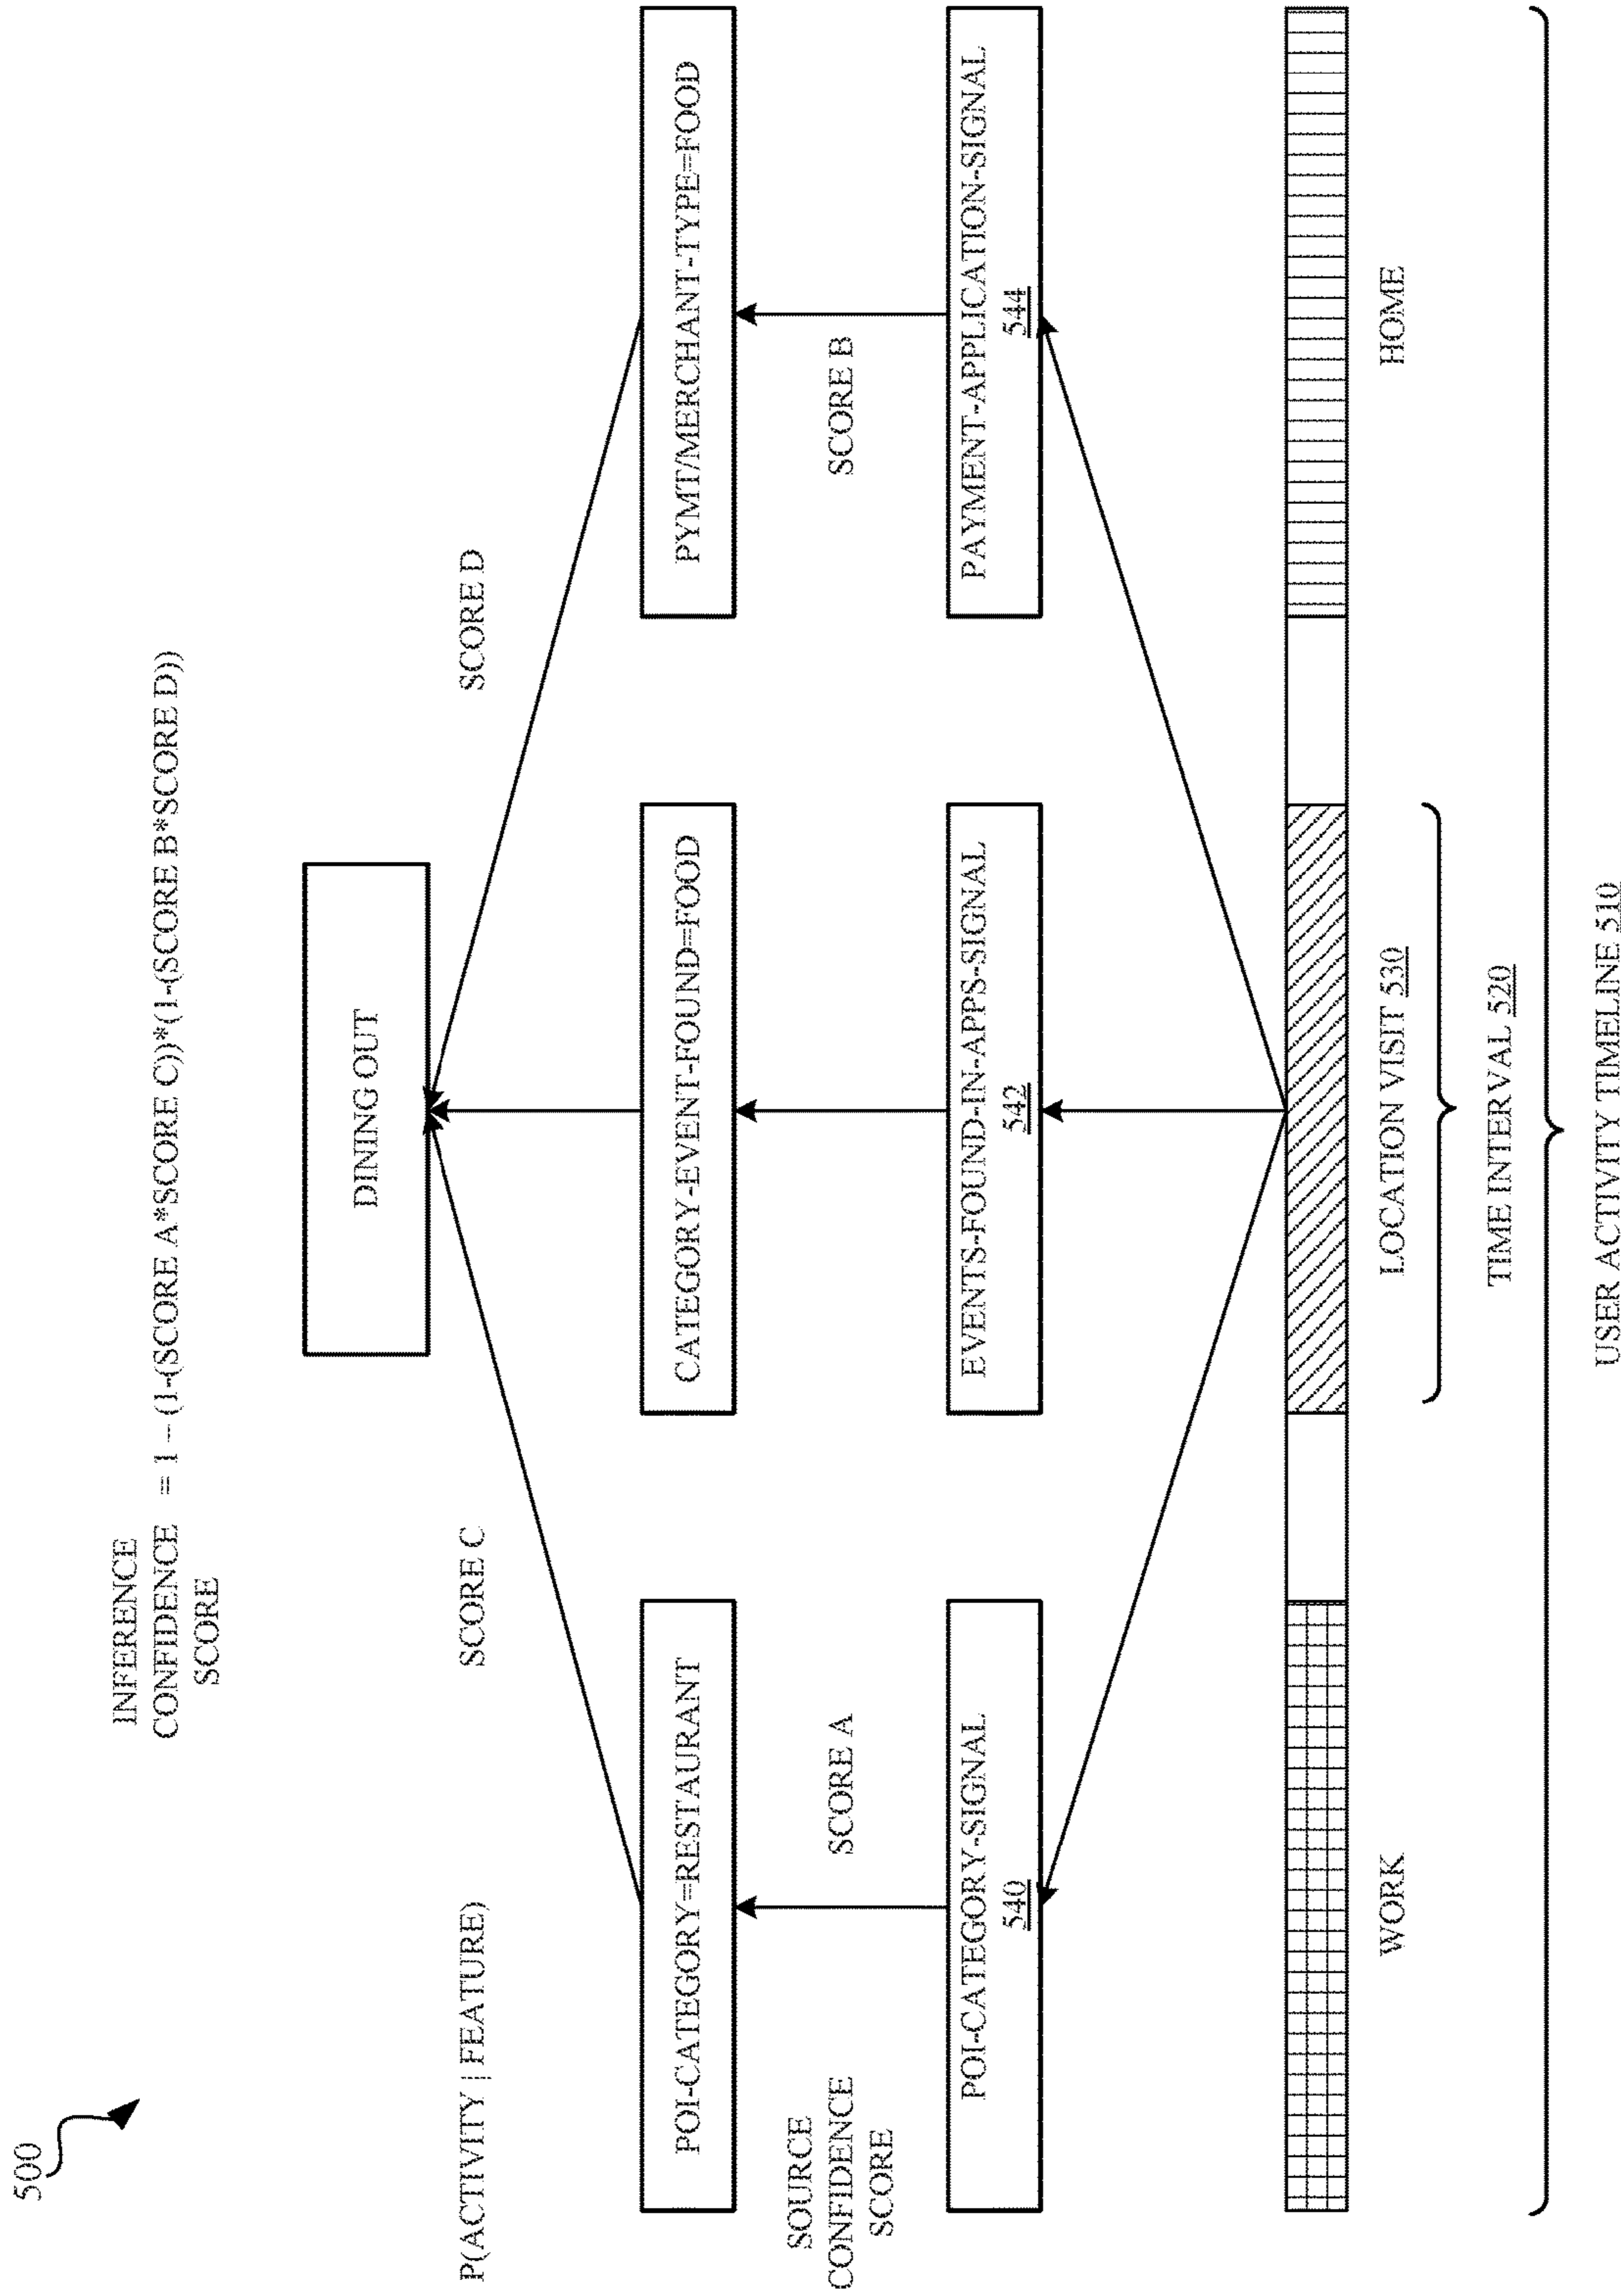 500
INFERENCE
CONFIDENCE = 1 – (1-(SCORE A*SCORE C))*(1-(SCORE B*SCORE D))
SCORE
DINING OUT
P(ACTIVITY | FEATURE)
SCORE C
SCORE D
POI-CATEGORY=RESTAURANT
CATEGORY-EVENT-FOUND=FOOD
PYMT/MERCHANT-TYPE=FOOD
SOURCE
CONFIDENCE
SCORE
SCORE A
SCORE B
POI-CATEGORY-SIGNAL
540
EVENTS-FOUND-IN-APPS-SIGNAL
542
PAYMENT-APPLICATION-SIGNAL
544
WORK
LOCATION VISIT 530
HOME
TIME INTERVAL 520
USER ACTIVITY TIMELINE 510